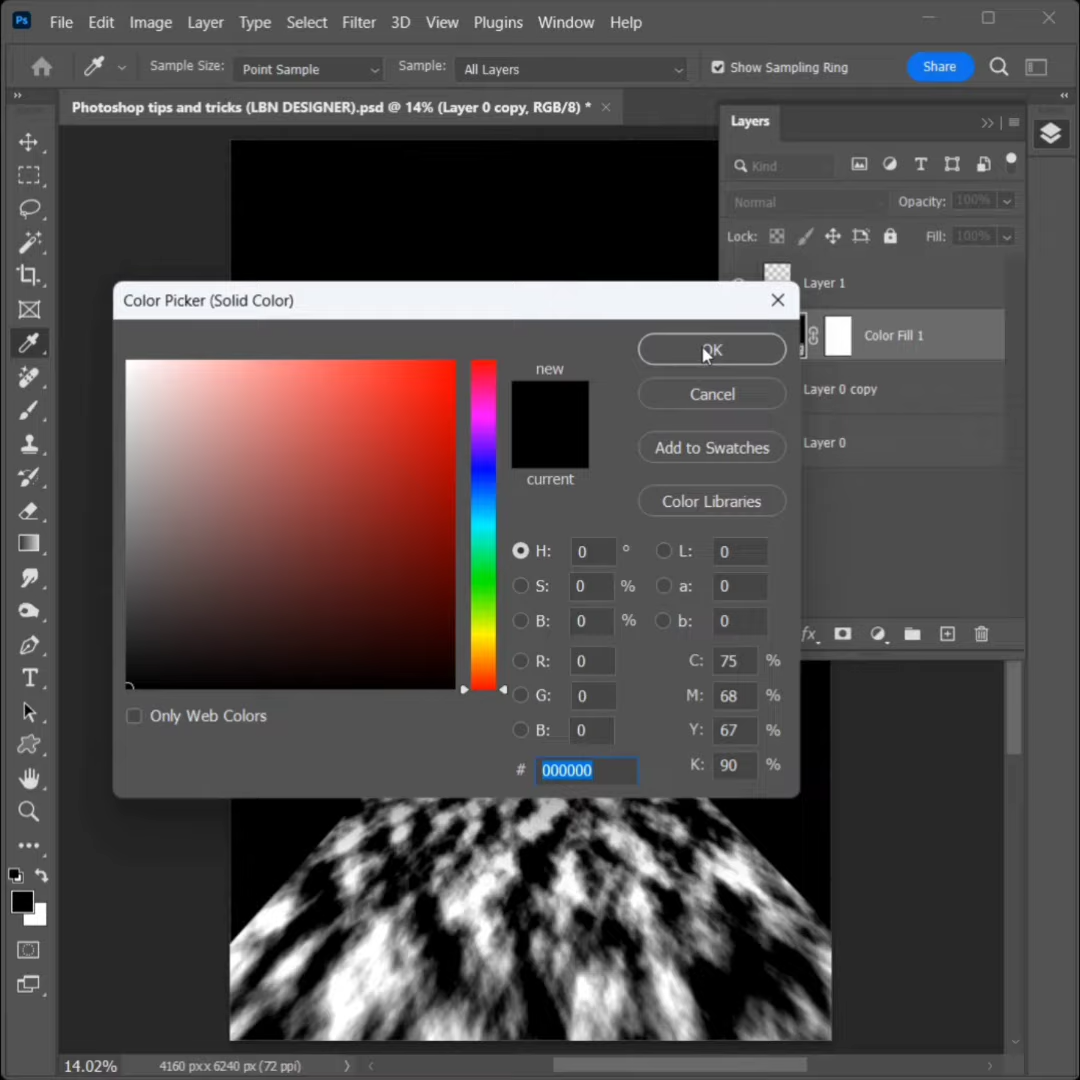 Ps File Edit Image Layer Type Select Filter 3D View Plugins Window Help
Sample Size: Point Sample Sample: All Layers Show Sampling Ring Share
Photoshop tips and tricks (LBN DESIGNER).psd @ 14% (Layer 0 copy, RGB/8) *
Layers
Kind
Normal Opacity: 100%
Lock: Fill: 100%
Layer 1
Color Fill 1
Layer 0 copy
Layer 0
fx
Color Picker (Solid Color)
new
current
OK
Cancel
Add to Swatches
Color Libraries
H: 0 ° L: 0
S: 0 % a: 0
B: 0 % b: 0
R: 0 C: 75 %
G: 0 M: 68 %
B: 0 Y: 67 %
# 000000 K: 90 %
Only Web Colors
T
14.02% 4160 px x 6240 px (72 ppi)